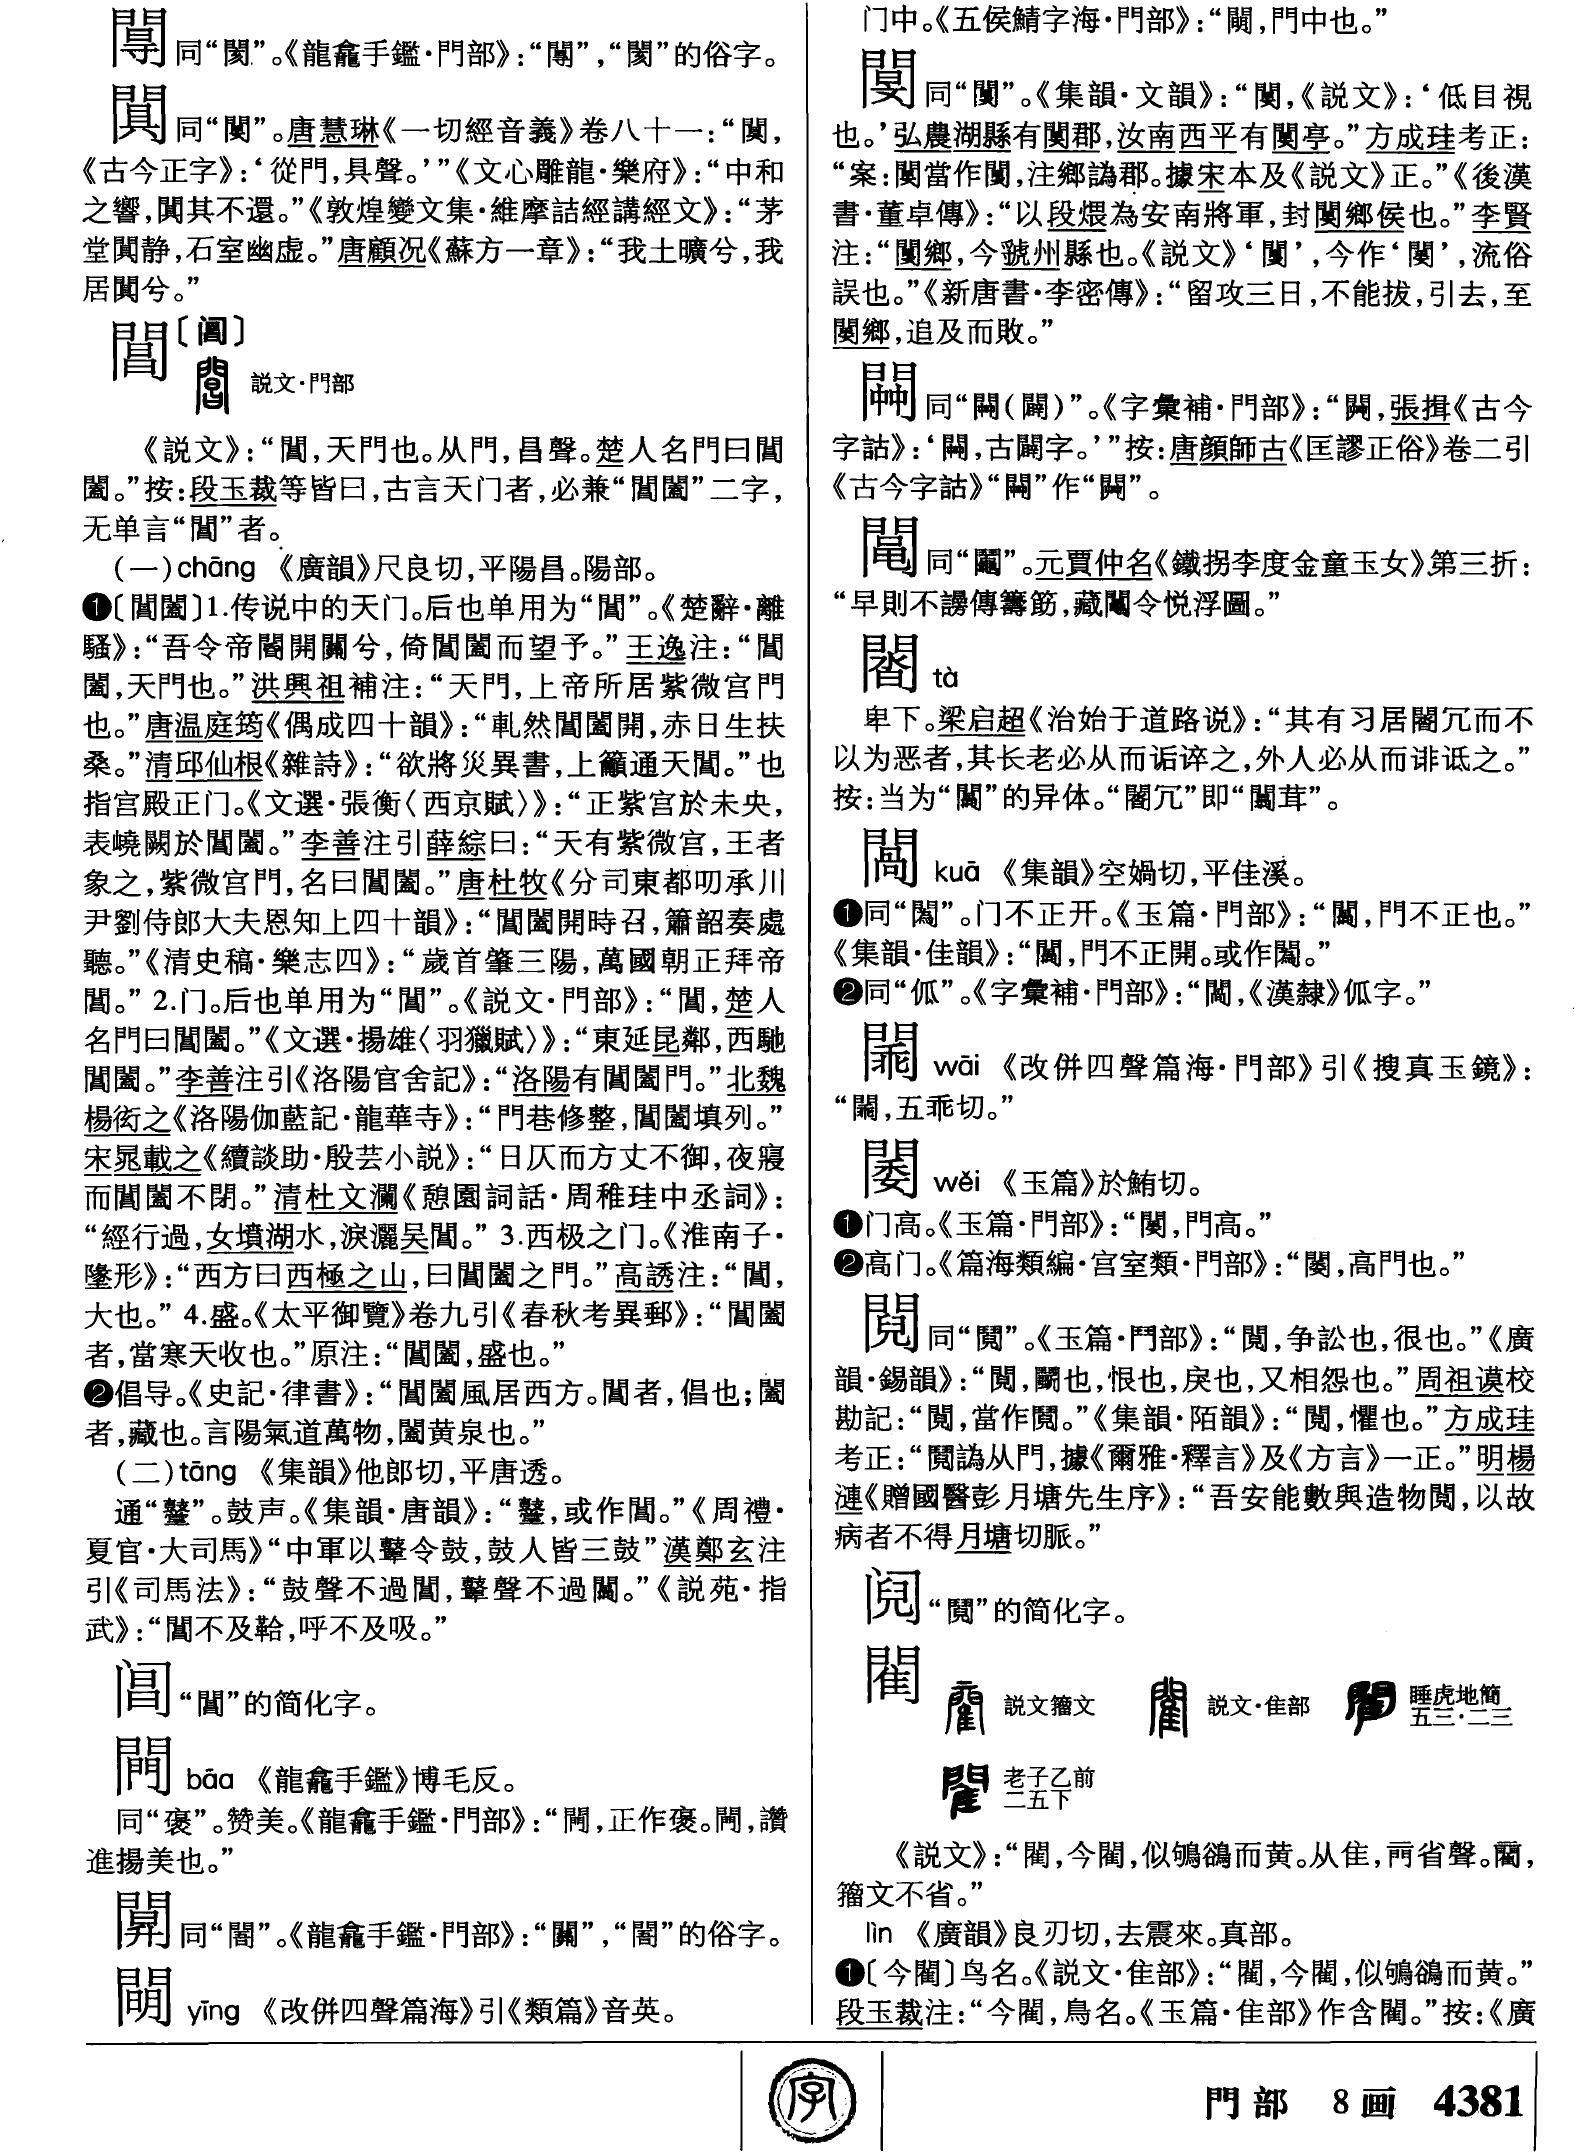 同“閿”。《龍龕手鑑·門部》：“”，“閿”的俗字。
䦧同“闃”。唐慧琳《一切經音義》卷八十一：“闃，
《古今正字》：‘從門，具聲。’”《文心雕龍·樂府》：“中和
之響，闃其不還。”《敦煌變文集·維摩詰經講經文》：“茅
堂闃静，石室幽虚。”唐顧况《蘇方一章》：“我土曠兮，我
居闃兮。”
閶〔〕
説文·門部
《説文》：“閶，天門也。从門，昌聲。楚人名門曰閶
闔。”按：段玉裁等皆曰，古言天门者，必兼“閶闔”二字，
无单言“閶”者。
（一）chāng 《廣韻》尺良切，平陽昌。陽部。
❶〔閶闔〕1.传说中的天门。后也单用为“閶”。《楚辭·離
騷》：“吾令帝閽開關兮，倚閶闔而望予。”王逸注：“閶
闔，天門也。”洪興祖補注：“天門，上帝所居紫微宫門
也。”唐温庭筠《偶成四十韻》：“軋然閶闔開，赤日生扶
桑。”清邱仙根《雜詩》：“欲將災異書，上籲通天閶。”也
指宫殿正门。《文選·張衡〈西京賦〉》：“正紫宫於未央，
表嶢闕於閶闔。”李善注引薛綜曰：“天有紫微宫，王者
象之，紫微宫門，名曰閶闔。”唐杜牧《分司東都叨承川
尹劉侍郎大夫恩知上四十韻》：“閶闔開時召，簫韶奏處
聽。”《清史稿·樂志四》：“歲首肇三陽，萬國朝正拜帝
閶。” 2.门。后也单用为“閶”。《説文·門部》：“閶，楚人
名門曰閶闔。”《文選·揚雄〈羽獵賦〉》：“東延昆鄰，西馳
閶闔。”李善注引《洛陽官舍記》：“洛陽有閶闔門。”北魏
楊衒之《洛陽伽藍記·龍華寺》：“門巷修整，閶闔填列。”
宋晁載之《續談助·殷芸小説》：“日仄而方丈不御，夜寢
而閶闔不閉。”清杜文瀾《憩園詞話·周稚珪中丞詞》：
“經行過，女墳湖水，淚灑吴閶。” 3.西极之门。《淮南子·
墬形》：“西方曰西極之山，曰閶闔之門。”高誘注：“閶，
大也。” 4.盛。《太平御覽》卷九引《春秋考異郵》：“閶闔
者，當寒天收也。”原注：“閶闔，盛也。”
❷倡导。《史記·律書》：“閶闔風居西方。閶者，倡也；闔
者，藏也。言陽氣道萬物，闔黄泉也。”
（二）tāng 《集韻》他郎切，平唐透。
通“鼞”。鼓声。《集韻·唐韻》：“鼞，或作閶。”《周禮·
夏官·大司馬》“中軍以鼙令鼓，鼓人皆三鼓”漢鄭玄注
引《司馬法》：“鼓聲不過閶，鼙聲不過闒。”《説苑·指
武》：“閶不及鞈，呼不及吸。”
阊“閶”的简化字。
bāo 《龍龕手鑑》博毛反。
同“褒”。赞美。《龍龕手鑑·門部》：“，正作褒。，讚
進揚美也。”
同“闇”。《龍龕手鑑·門部》：“”，“闇”的俗字。
yīng 《改併四聲篇海》引《類篇》音英。
门中。《五侯鯖字海·門部》：“，門中也。”
閺同“闅”。《集韻·文韻》：“闅，《説文》：‘低目視
也。’弘農湖縣有閺郡，汝南西平有閺亭。”方成珪考正：
“案：閺當作闅，注鄉譌郡。據宋本及《説文》正。”《後漢
書·董卓傳》：“以段煨為安南將軍，封閺鄉侯也。”李賢
注：“閺鄉，今虢州縣也。《説文》‘闅’，今作‘閺’，流俗
誤也。”《新唐書·李密傳》：“留攻三日，不能拔，引去，至
閺鄉，追及而敗。”
同“（闢）”。《字彙補·門部》：“，張揖《古今
字詁》：‘，古闢字。’”按：唐顔師古《匡謬正俗》卷二引
《古今字詁》“”作“”。
同“鬮”。元賈仲名《鐵拐李度金童玉女》第三折：
“早則不謗傳籌筯，藏鬮令悦浮圖。”
tà
卑下。梁启超《治始于道路说》：“其有习居冗而不
以为恶者，其长老必从而诟谇之，外人必从而诽诋之。”
按：当为“闒”的异体。“冗”即“闒茸”。
kuā 《集韻》空媧切，平佳溪。
❶同“”。门不正开。《玉篇·門部》：“，門不正也。”
《集韻·佳韻》：“，門不正開。或作。”
❷同“佤”。《字彙補·門部》：“，《漢隸》字。”
wāi 《改併四聲篇海·門部》引《搜真玉鏡》：
“，五乖切。”
wěi 《玉篇》於鮪切。
❶门高。《玉篇·門部》：“，門高。”
❷高门。《篇海類編·宫室類·門部》：“，高門也。”
閱同“鬩”。《玉篇·門部》：“，争訟也，很也。”《廣
韻·錫韻》：“，鬭也，恨也，戾也，又相怨也。”周祖谟校
勘記：“，當作鬩。”《集韻·陌韻》：“，懼也。”方成珪
考正：“鬩譌从門，據《爾雅·釋言》及《方言》一正。”明楊
漣《贈國醫彭月塘先生序》：“吾安能數與造物，以故
病者不得月塘切脈。”
“鬩”的简化字。
閵
説文籀文 説文·隹部 睡虎地簡五三·二三
老子乙前二五下
《説文》：“閵，今閵，似鴝鵒而黄。从隹，省聲。，
籀文不省。”
lìn 《廣韻》良刃切，去震來。真部。
❶〔今閵〕鸟名。《説文·隹部》：“閵，今閵，似鴝鵒而黄。”
段玉裁注：“今閵，鳥名。《玉篇·隹部》作含閵。”按：《廣
字
門部 8画 4381